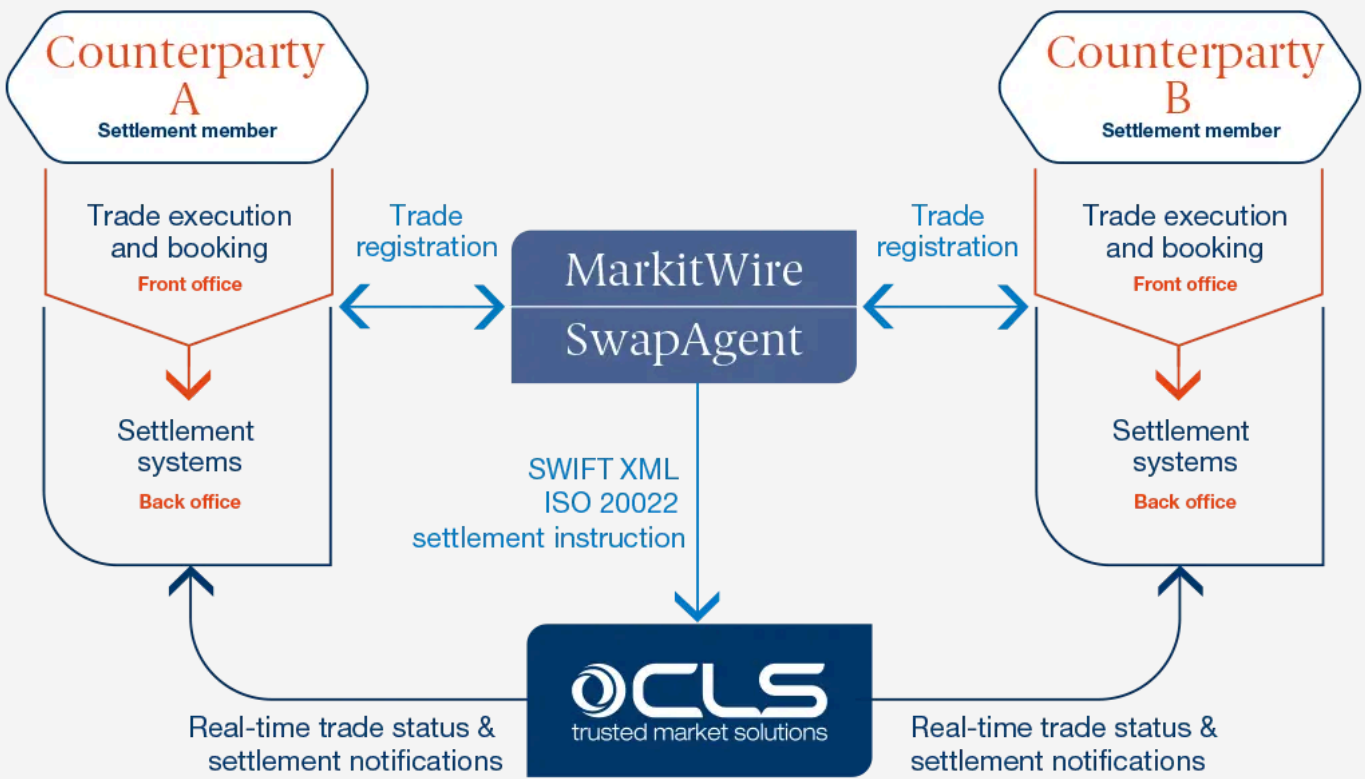 Counterparty
A
Settlement member
Trade execution
and booking
Front office
Settlement
systems
Back office
Trade
registration
MarkitWire
SwapAgent
Trade
registration
Counterparty
B
Settlement member
Trade execution
and booking
Front office
Settlement
systems
Back office
SWIFT XML
ISO 20022
settlement instruction
CLS
trusted market solutions
Real-time trade status &
settlement notifications
Real-time trade status &
settlement notifications